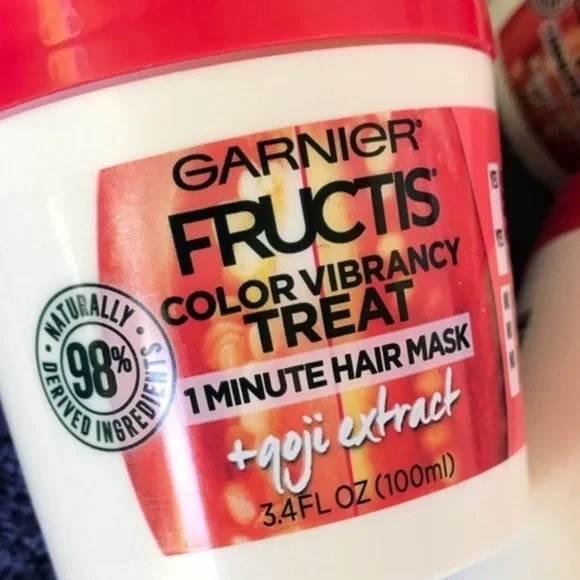 GARNIER
FRUCTIS
COLOR VIBRANCY
TREAT
1 MINUTE HAIR MASK
+goji extract
3.4FL OZ (100ml)
• NATURALLY •
98%
DERIVED INGREDIENTS